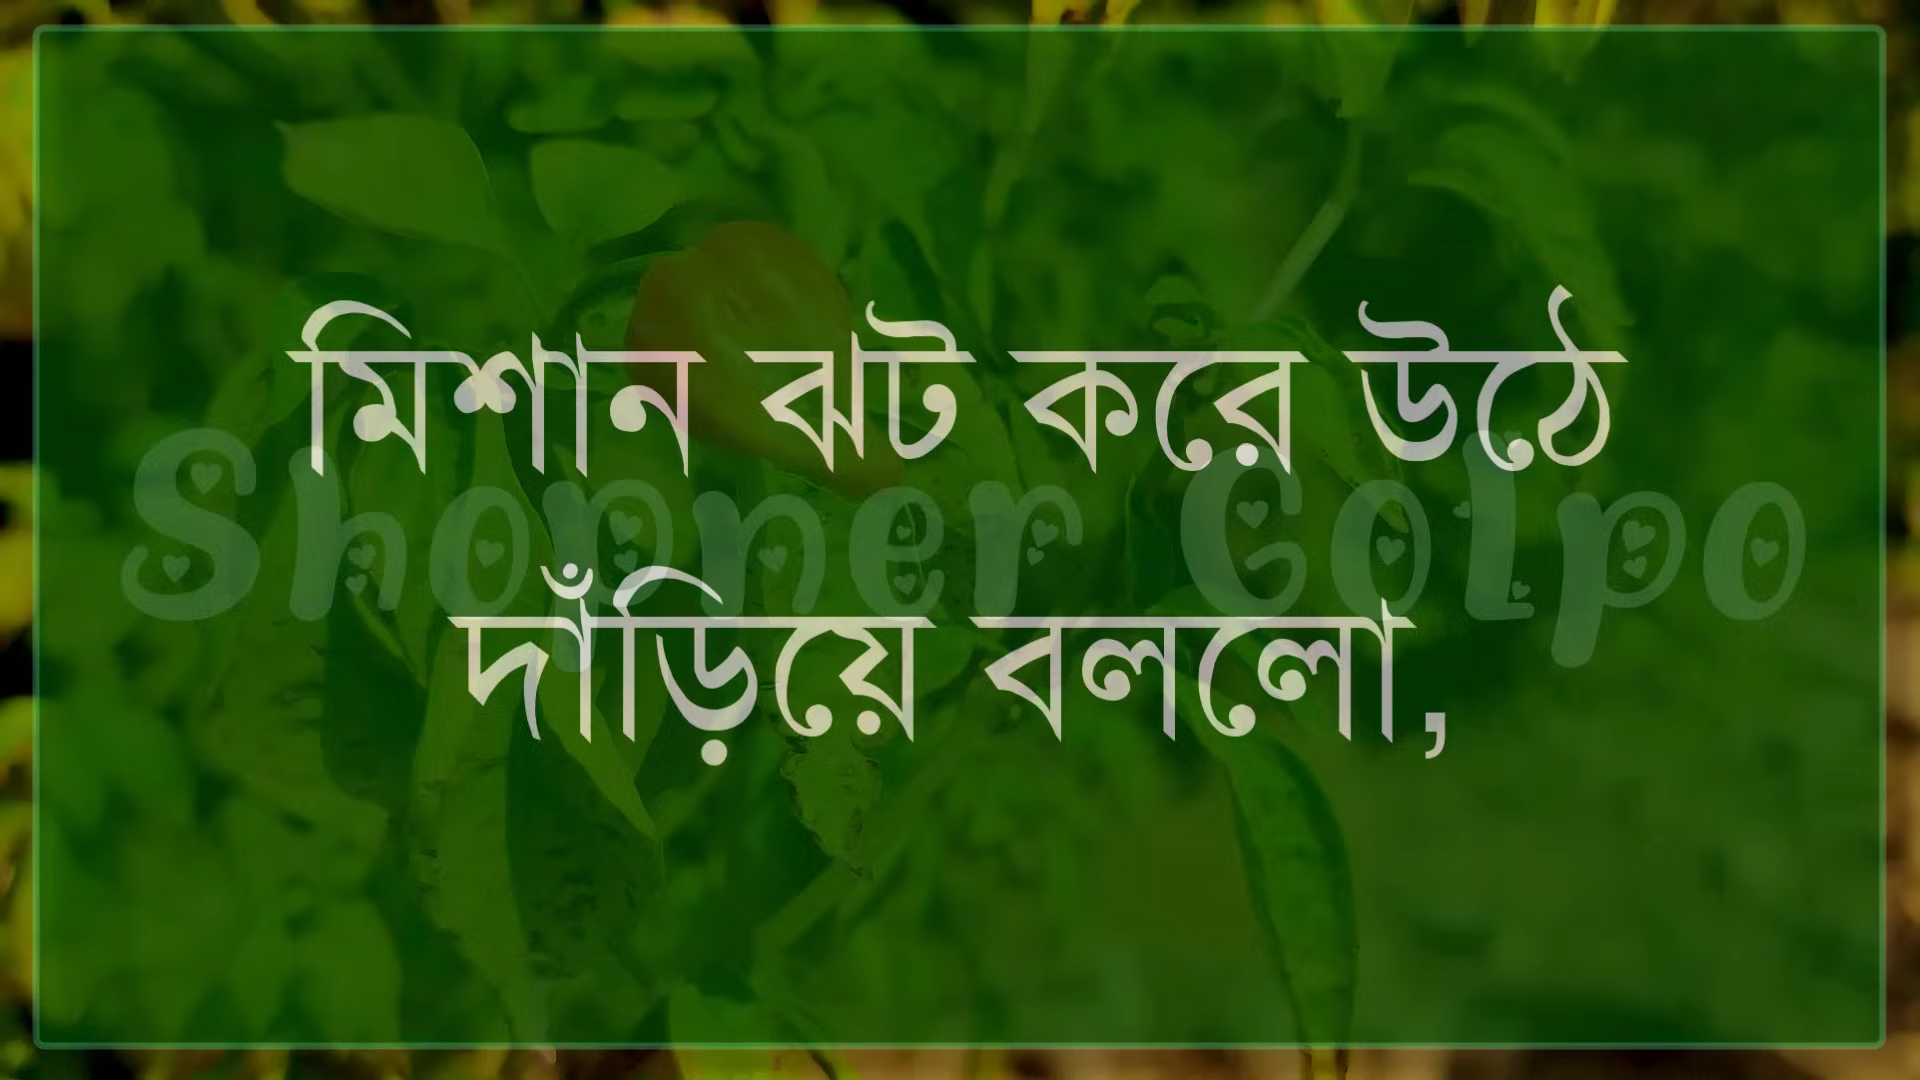 মিশান ঝট করে উঠে
Shopner Golpo
দাঁড়িয়ে বললো,